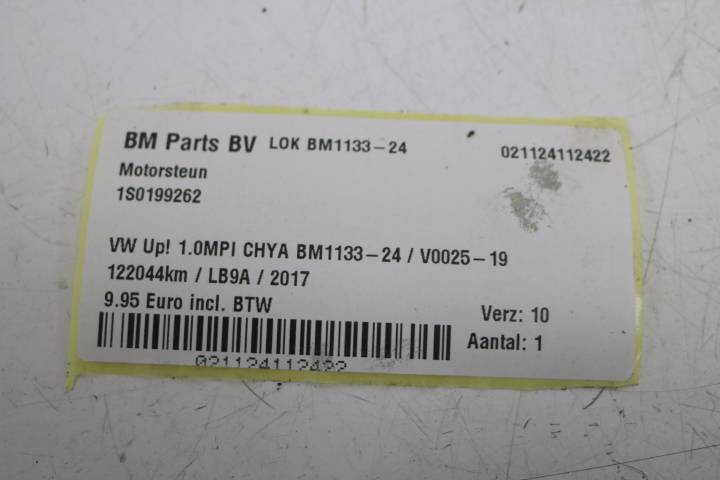 BM Parts BV LOK BM1133-24 021124112422
Motorsteun
1S0199262
VW Up! 1.0MPI CHYA BM1133-24 / V0025-19
122044km / LB9A / 2017
9.95 Euro incl. BTW Verz: 10
Aantal: 1
021124112422